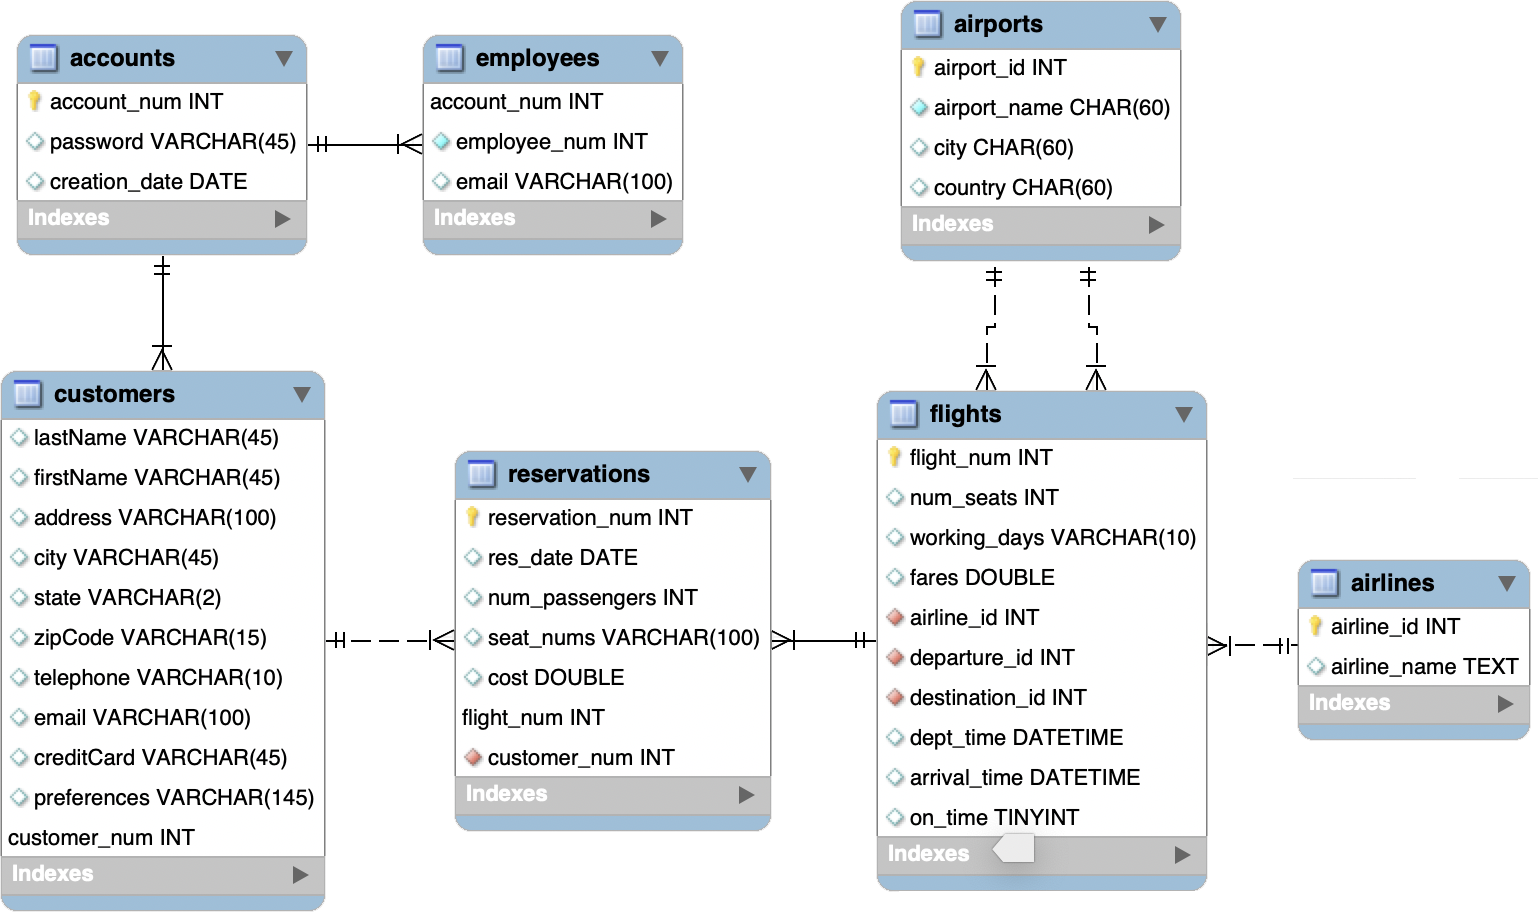 accounts
account_num INT
password VARCHAR(45)
creation_date DATE
Indexes
employees
account_num INT
employee_num INT
email VARCHAR(100)
Indexes
airports
airport_id INT
airport_name CHAR(60)
city CHAR(60)
country CHAR(60)
Indexes
customers
lastName VARCHAR(45)
firstName VARCHAR(45)
address VARCHAR(100)
city VARCHAR(45)
state VARCHAR(2)
zipCode VARCHAR(15)
telephone VARCHAR(10)
email VARCHAR(100)
creditCard VARCHAR(45)
preferences VARCHAR(145)
customer_num INT
Indexes
reservations
reservation_num INT
res_date DATE
num_passengers INT
seat_nums VARCHAR(100)
cost DOUBLE
flight_num INT
customer_num INT
Indexes
flights
flight_num INT
num_seats INT
working_days VARCHAR(10)
fares DOUBLE
airline_id INT
departure_id INT
destination_id INT
dept_time DATETIME
arrival_time DATETIME
on_time TINYINT
Indexes
airlines
airline_id INT
airline_name TEXT
Indexes